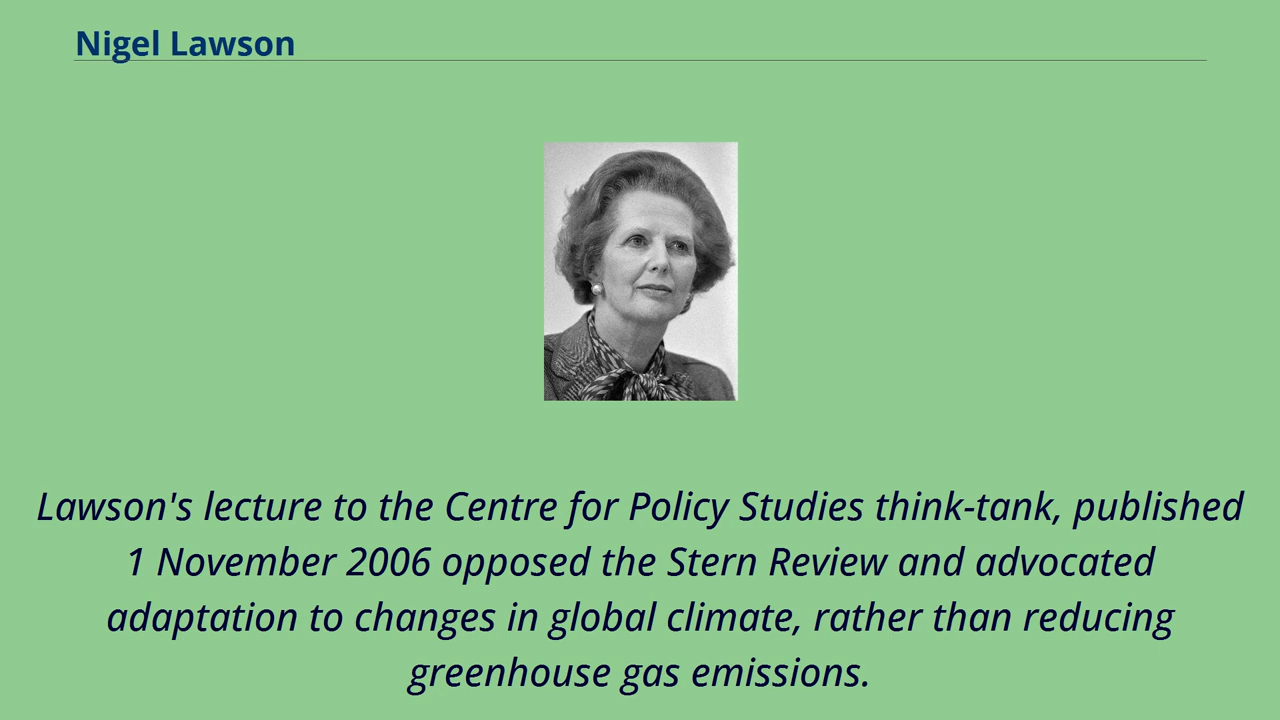 Nigel Lawson
Lawson's lecture to the Centre for Policy Studies think-tank, published
1 November 2006 opposed the Stern Review and advocated
adaptation to changes in global climate, rather than reducing
greenhouse gas emissions.